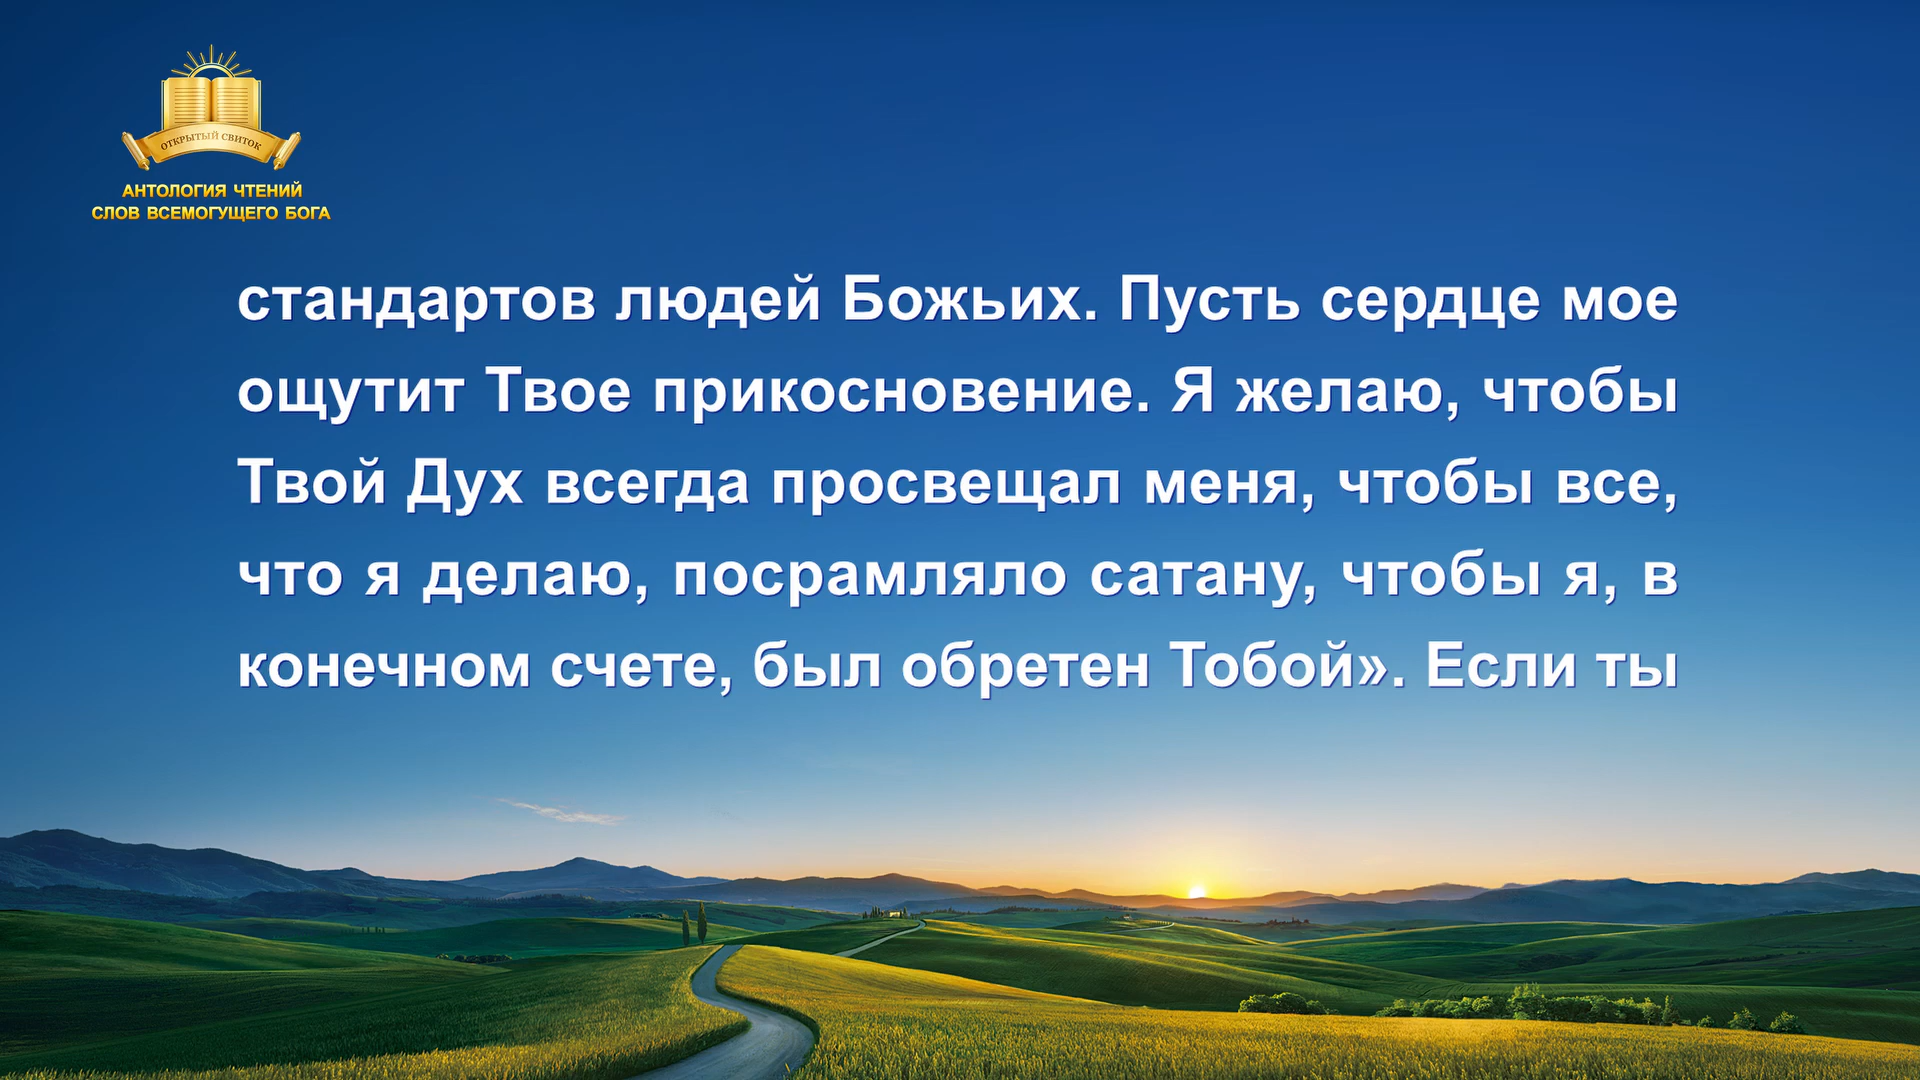 ОТКРЫТЫЙ СВИТОК
АНТОЛОГИЯ ЧТЕНИЙ
СЛОВ ВСЕМОГУЩЕГО БОГА
стандартов людей Божьих. Пусть сердце мое
ощутит Твое прикосновение. Я желаю, чтобы
Твой Дух всегда просвещал меня, чтобы все,
что я делаю, посрамляло сатану, чтобы я, в
конечном счете, был обретен Тобой». Если ты